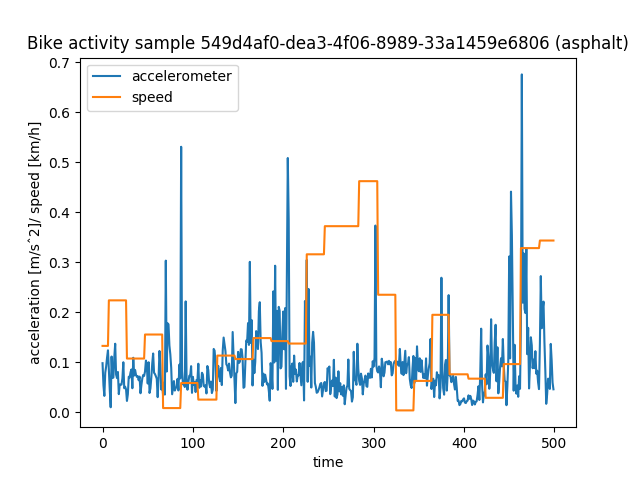 Bike activity sample 549d4af0-dea3-4f06-8989-33a1459e6806 (asphalt)
accelerometer
speed
acceleration [m/s^2]/ speed [km/h]
0.7
0.6
0.5
0.4
0.3
0.2
0.1
0.0
0 100 200 300 400 500
time